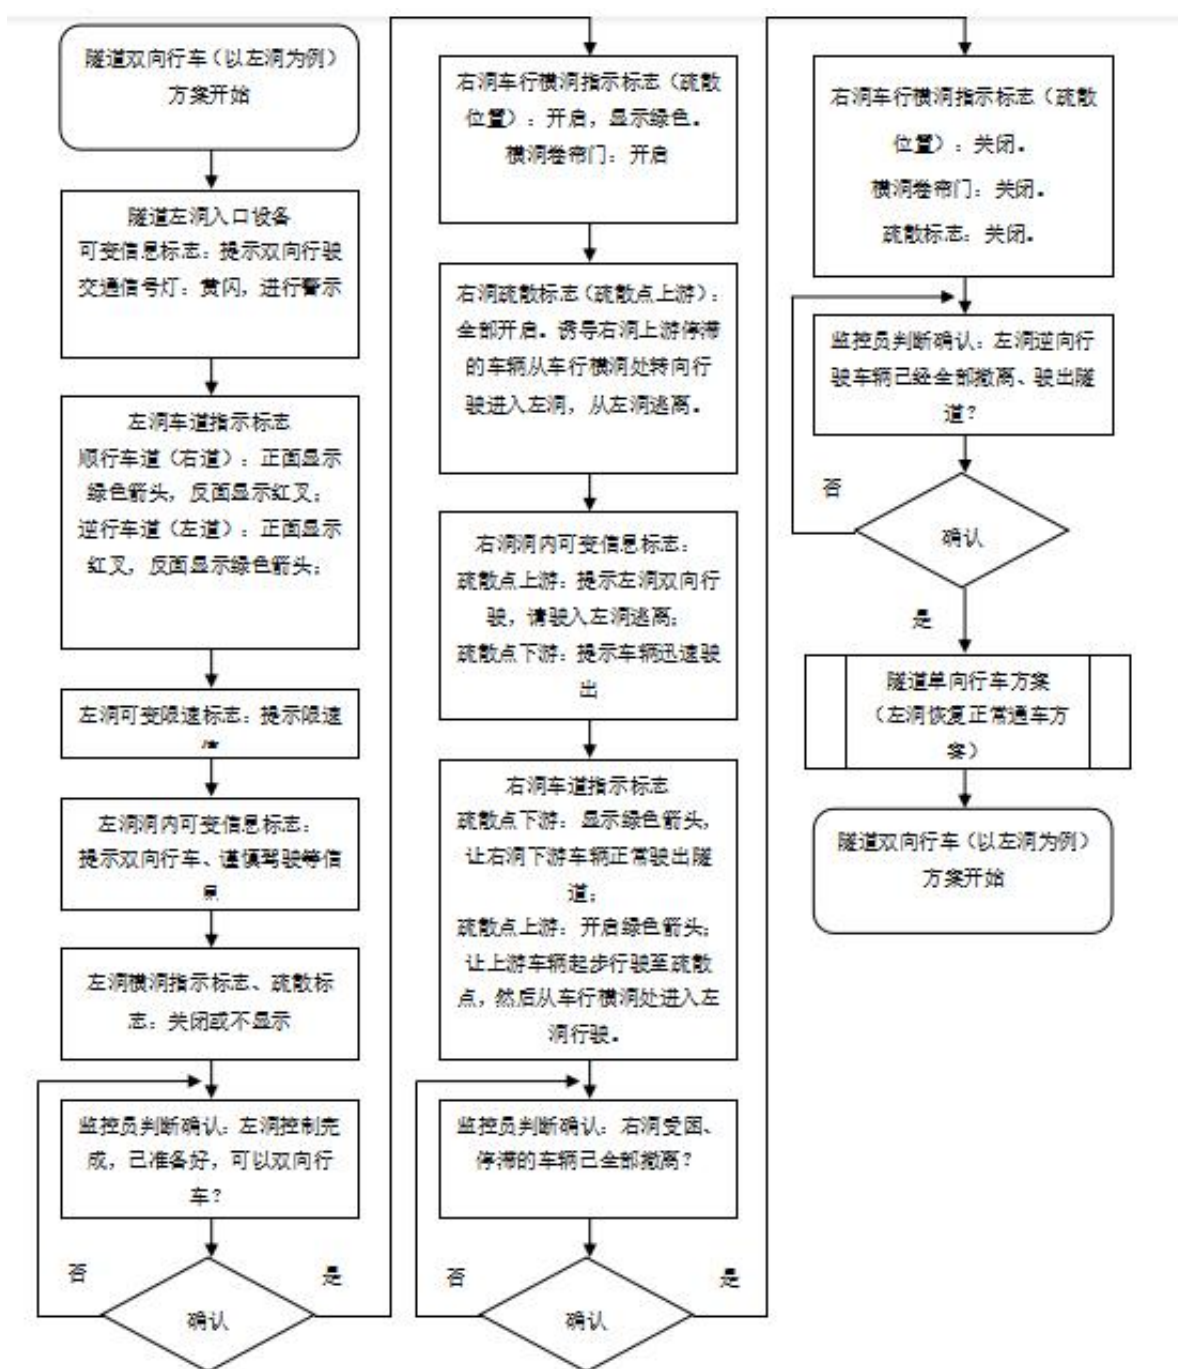 隧道双向行车（以左洞为例）
方案开始
隧道左洞入口设备
可变信息标志：提示双向行驶
交通信号灯：黄闪，进行警示
左洞车道指示标志
顺行车道（右道）：正面显示
绿色箭头，反面显示红叉；
逆行车道（左道）：正面显示
红叉，反面显示绿色箭头；
左洞可变限速标志：提示限速
左洞洞内可变信息标志：
提示双向行车、谨慎驾驶等信
左洞横洞指示标志、疏散标
志：关闭或不显示
监控员判断确认：左洞控制完
成，已准备好，可以双向行
车？
否
是
确认
右洞车行横洞指示标志（疏散
位置）：开启，显示绿色。
横洞卷帘门：开启
右洞疏散标志（疏散点上游）：
全部开启。诱导右洞上游停滞
的车辆从车行横洞处转向行
驶进入左洞，从左洞逃离。
右洞洞内可变信息标志：
疏散点上游：提示左洞双向行
驶，请驶入左洞逃离；
疏散点下游：提示车辆迅速驶
出
右洞车道指示标志
疏散点下游：显示绿色箭头，
让右洞下游车辆正常驶出隧
道；
疏散点上游：开启绿色箭头；
让上游车辆起步行驶至疏散
点，然后从车行横洞处进入左
洞行驶。
监控员判断确认：右洞受困、
停滞的车辆已全部撤离？
否
是
确认
右洞车行横洞指示标志（疏散
位置）：关闭。
横洞卷帘门：关闭。
疏散标志：关闭。
监控员判断确认：左洞逆向行
驶车辆已经全部撤离、驶出隧
道？
否
确认
是
隧道单向行车方案
（左洞恢复正常通车方
案）
隧道双向行车（以左洞为例）
方案开始